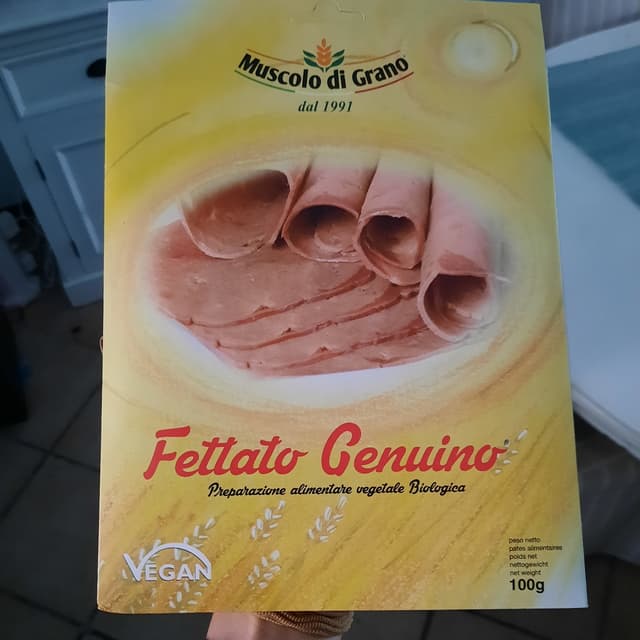 Muscolo di Grano
dal 1991
Fettato Genuino
Preparazione alimentare vegetale Biologica
VEGAN
peso netto
pates alimentaires
poids net
nettogewicht
net weight
100g